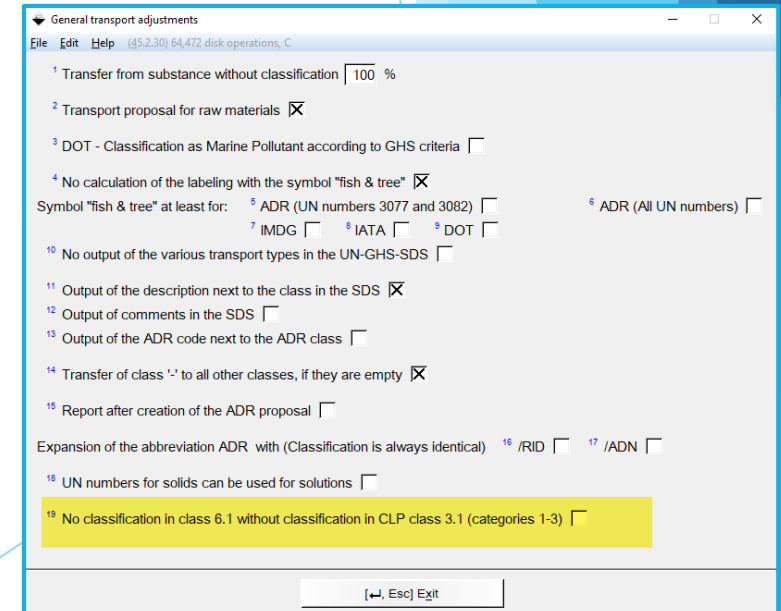 General transport adjustments
File Edit Help (45.2.30) 64,472 disk operations, C
1 Transfer from substance without classification 100 %
2 Transport proposal for raw materials
3 DOT - Classification as Marine Pollutant according to GHS criteria
4 No calculation of the labeling with the symbol "fish & tree"
Symbol "fish & tree" at least for: 5 ADR (UN numbers 3077 and 3082) 6 ADR (All UN numbers)
7 IMDG 8 IATA 9 DOT
10 No output of the various transport types in the UN-GHS-SDS
11 Output of the description next to the class in the SDS
12 Output of comments in the SDS
13 Output of the ADR code next to the ADR class
14 Transfer of class '-' to all other classes, if they are empty
15 Report after creation of the ADR proposal
Expansion of the abbreviation ADR with (Classification is always identical) 16 /RID 17 /ADN
18 UN numbers for solids can be used for solutions
19 No classification in class 6.1 without classification in CLP class 3.1 (categories 1-3)
[↵, Esc] Exit